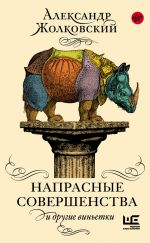 Александр
Жолковский
НАПРАСНЫЕ
СОВЕРШЕНСТВА
и другие виньетки